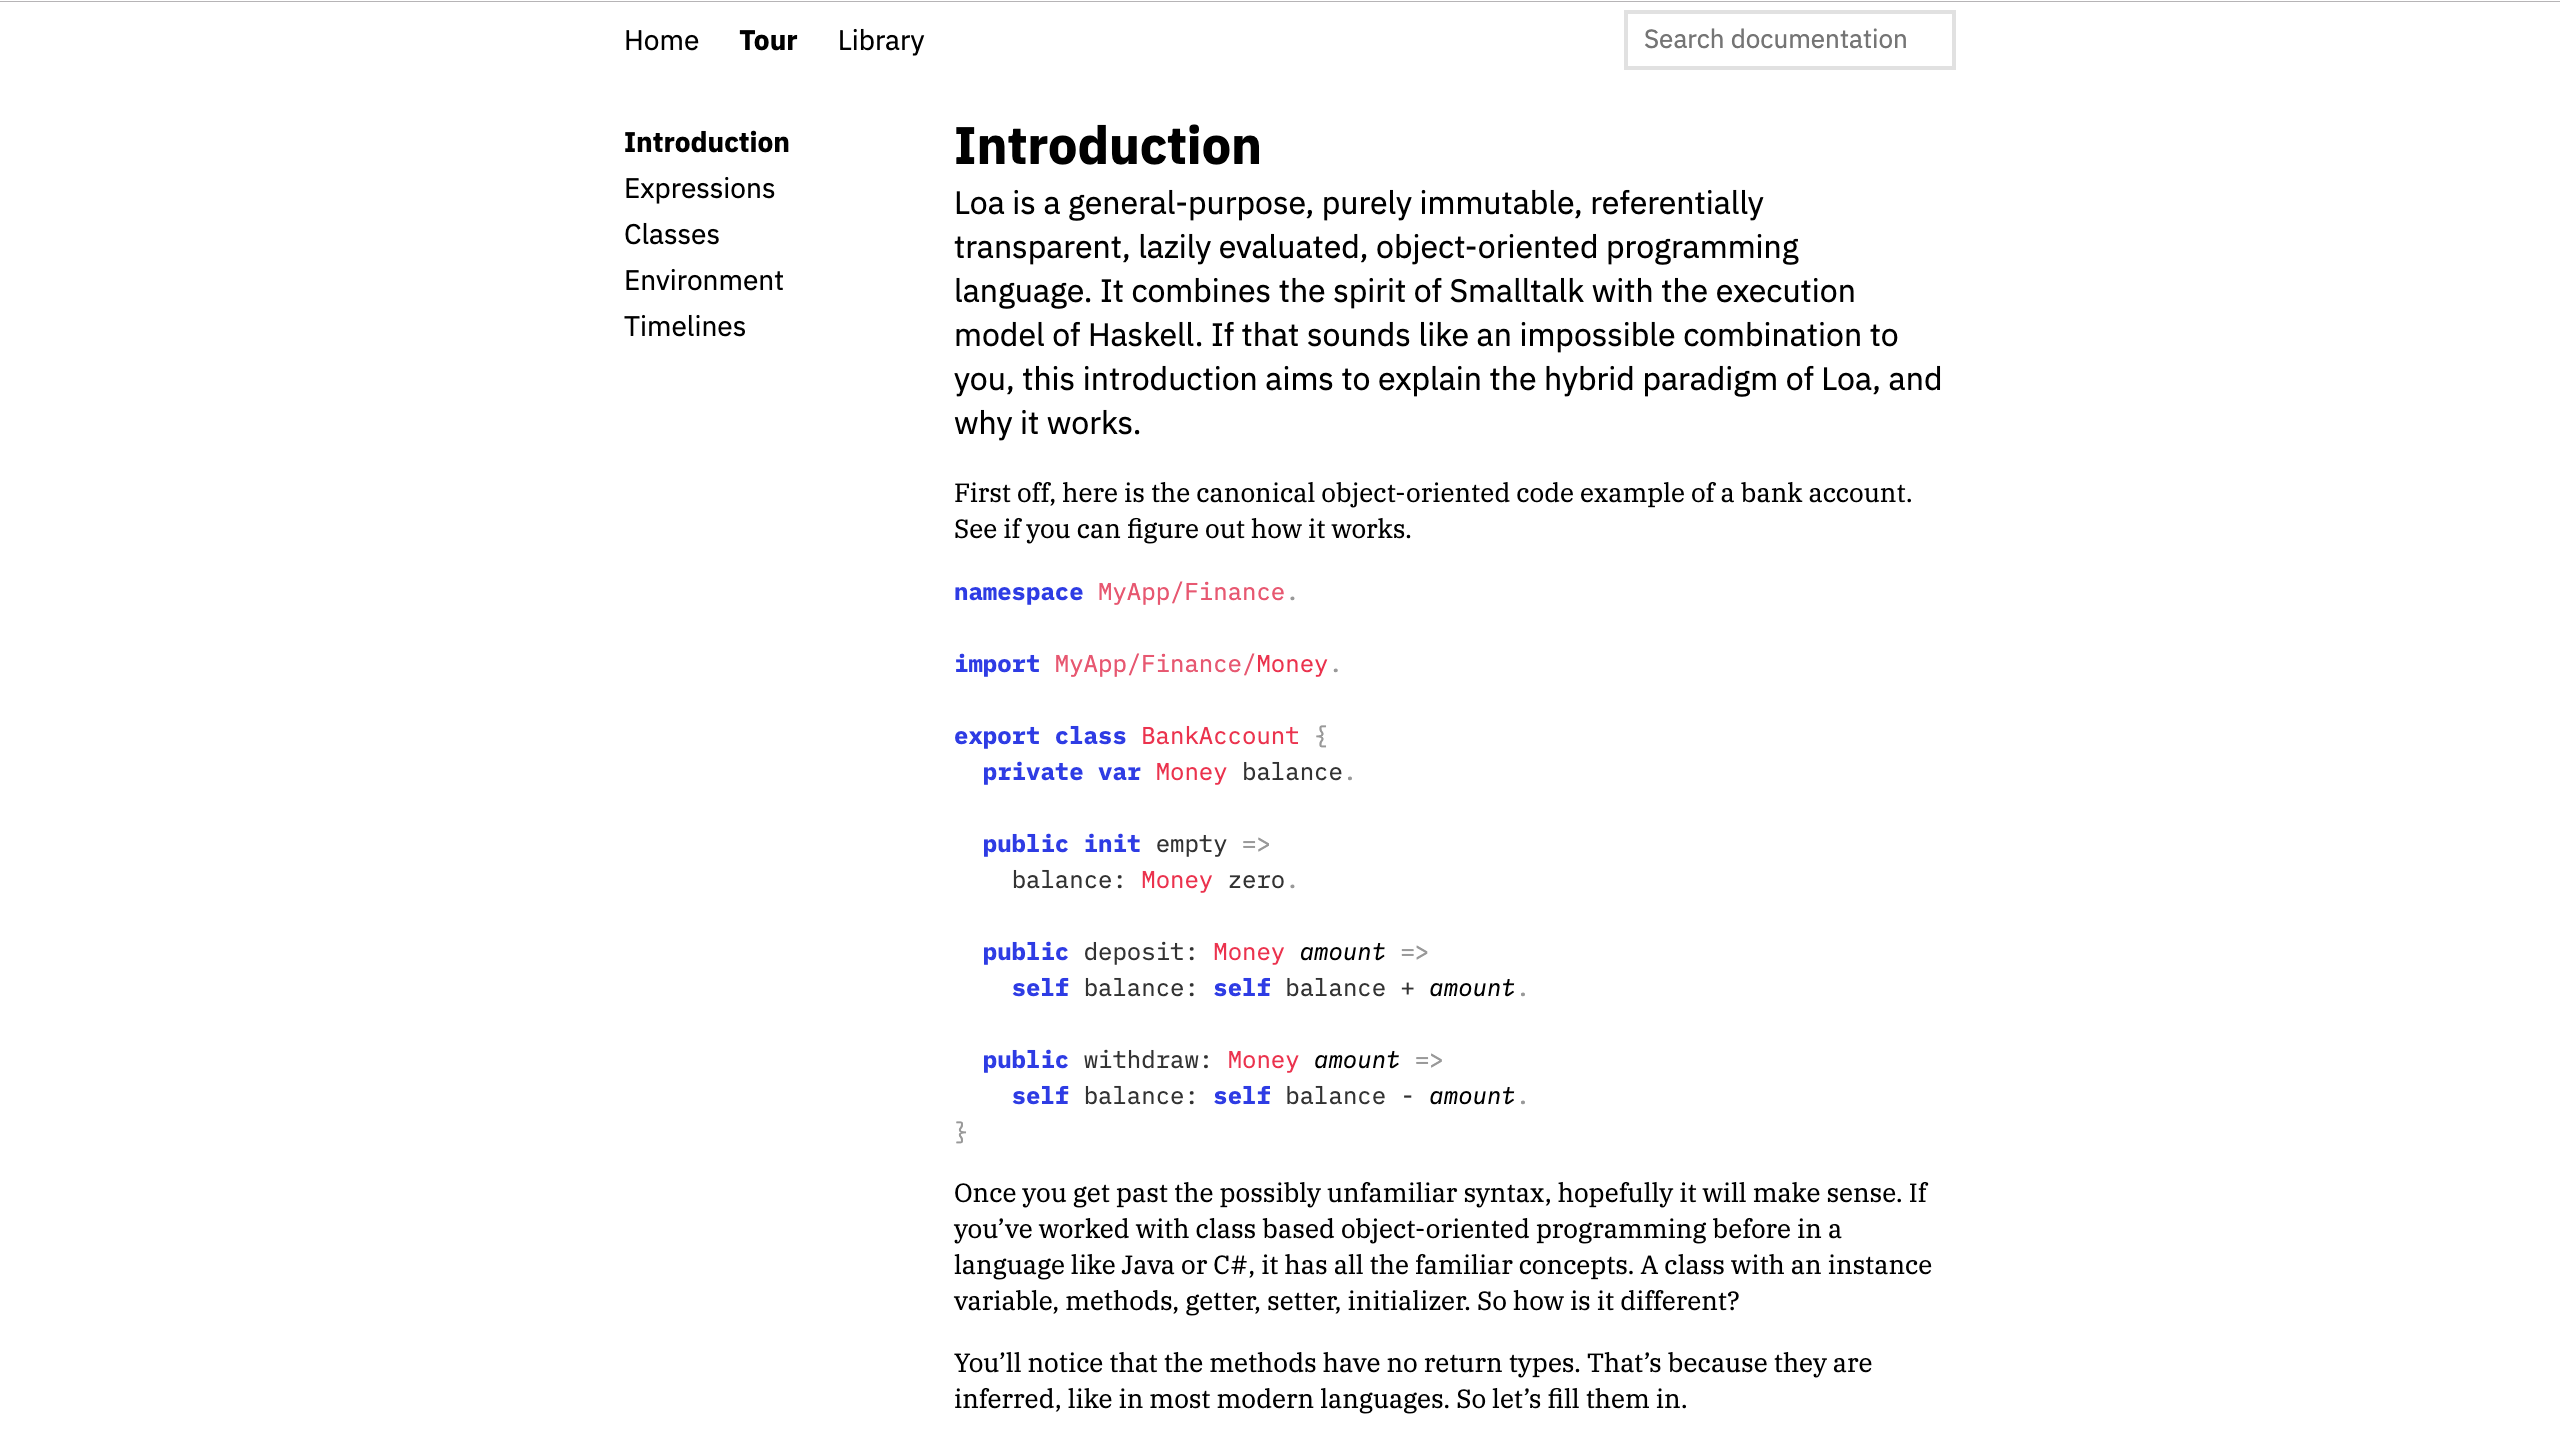 Home Tour Library Search documentation
Introduction
Expressions
Classes
Environment
Timelines
Introduction
Loa is a general-purpose, purely immutable, referentially
transparent, lazily evaluated, object-oriented programming
language. It combines the spirit of Smalltalk with the execution
model of Haskell. If that sounds like an impossible combination to
you, this introduction aims to explain the hybrid paradigm of Loa, and
why it works.
First off, here is the canonical object-oriented code example of a bank account.
See if you can figure out how it works.
namespace MyApp/Finance.
import MyApp/Finance/Money.
export class BankAccount {
  private var Money balance.
  public init empty =>
    balance: Money zero.
  public deposit: Money amount =>
    self balance: self balance + amount.
  public withdraw: Money amount =>
    self balance: self balance - amount.
}
Once you get past the possibly unfamiliar syntax, hopefully it will make sense. If
you’ve worked with class based object-oriented programming before in a
language like Java or C#, it has all the familiar concepts. A class with an instance
variable, methods, getter, setter, initializer. So how is it different?
You’ll notice that the methods have no return types. That’s because they are
inferred, like in most modern languages. So let’s fill them in.